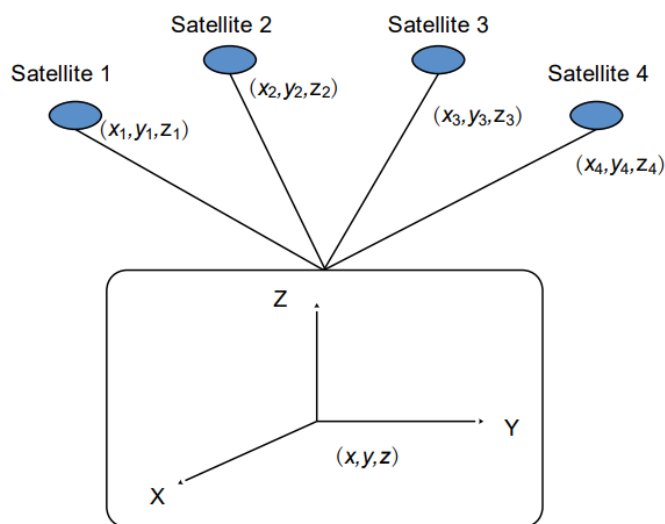 Satellite 1
Satellite 2
Satellite 3
Satellite 4
(x₁,y₁,z₁)
(x₂,y₂,z₂)
(x₃,y₃,z₃)
(x₄,y₄,z₄)
Z
Y
X
(x,y,z)